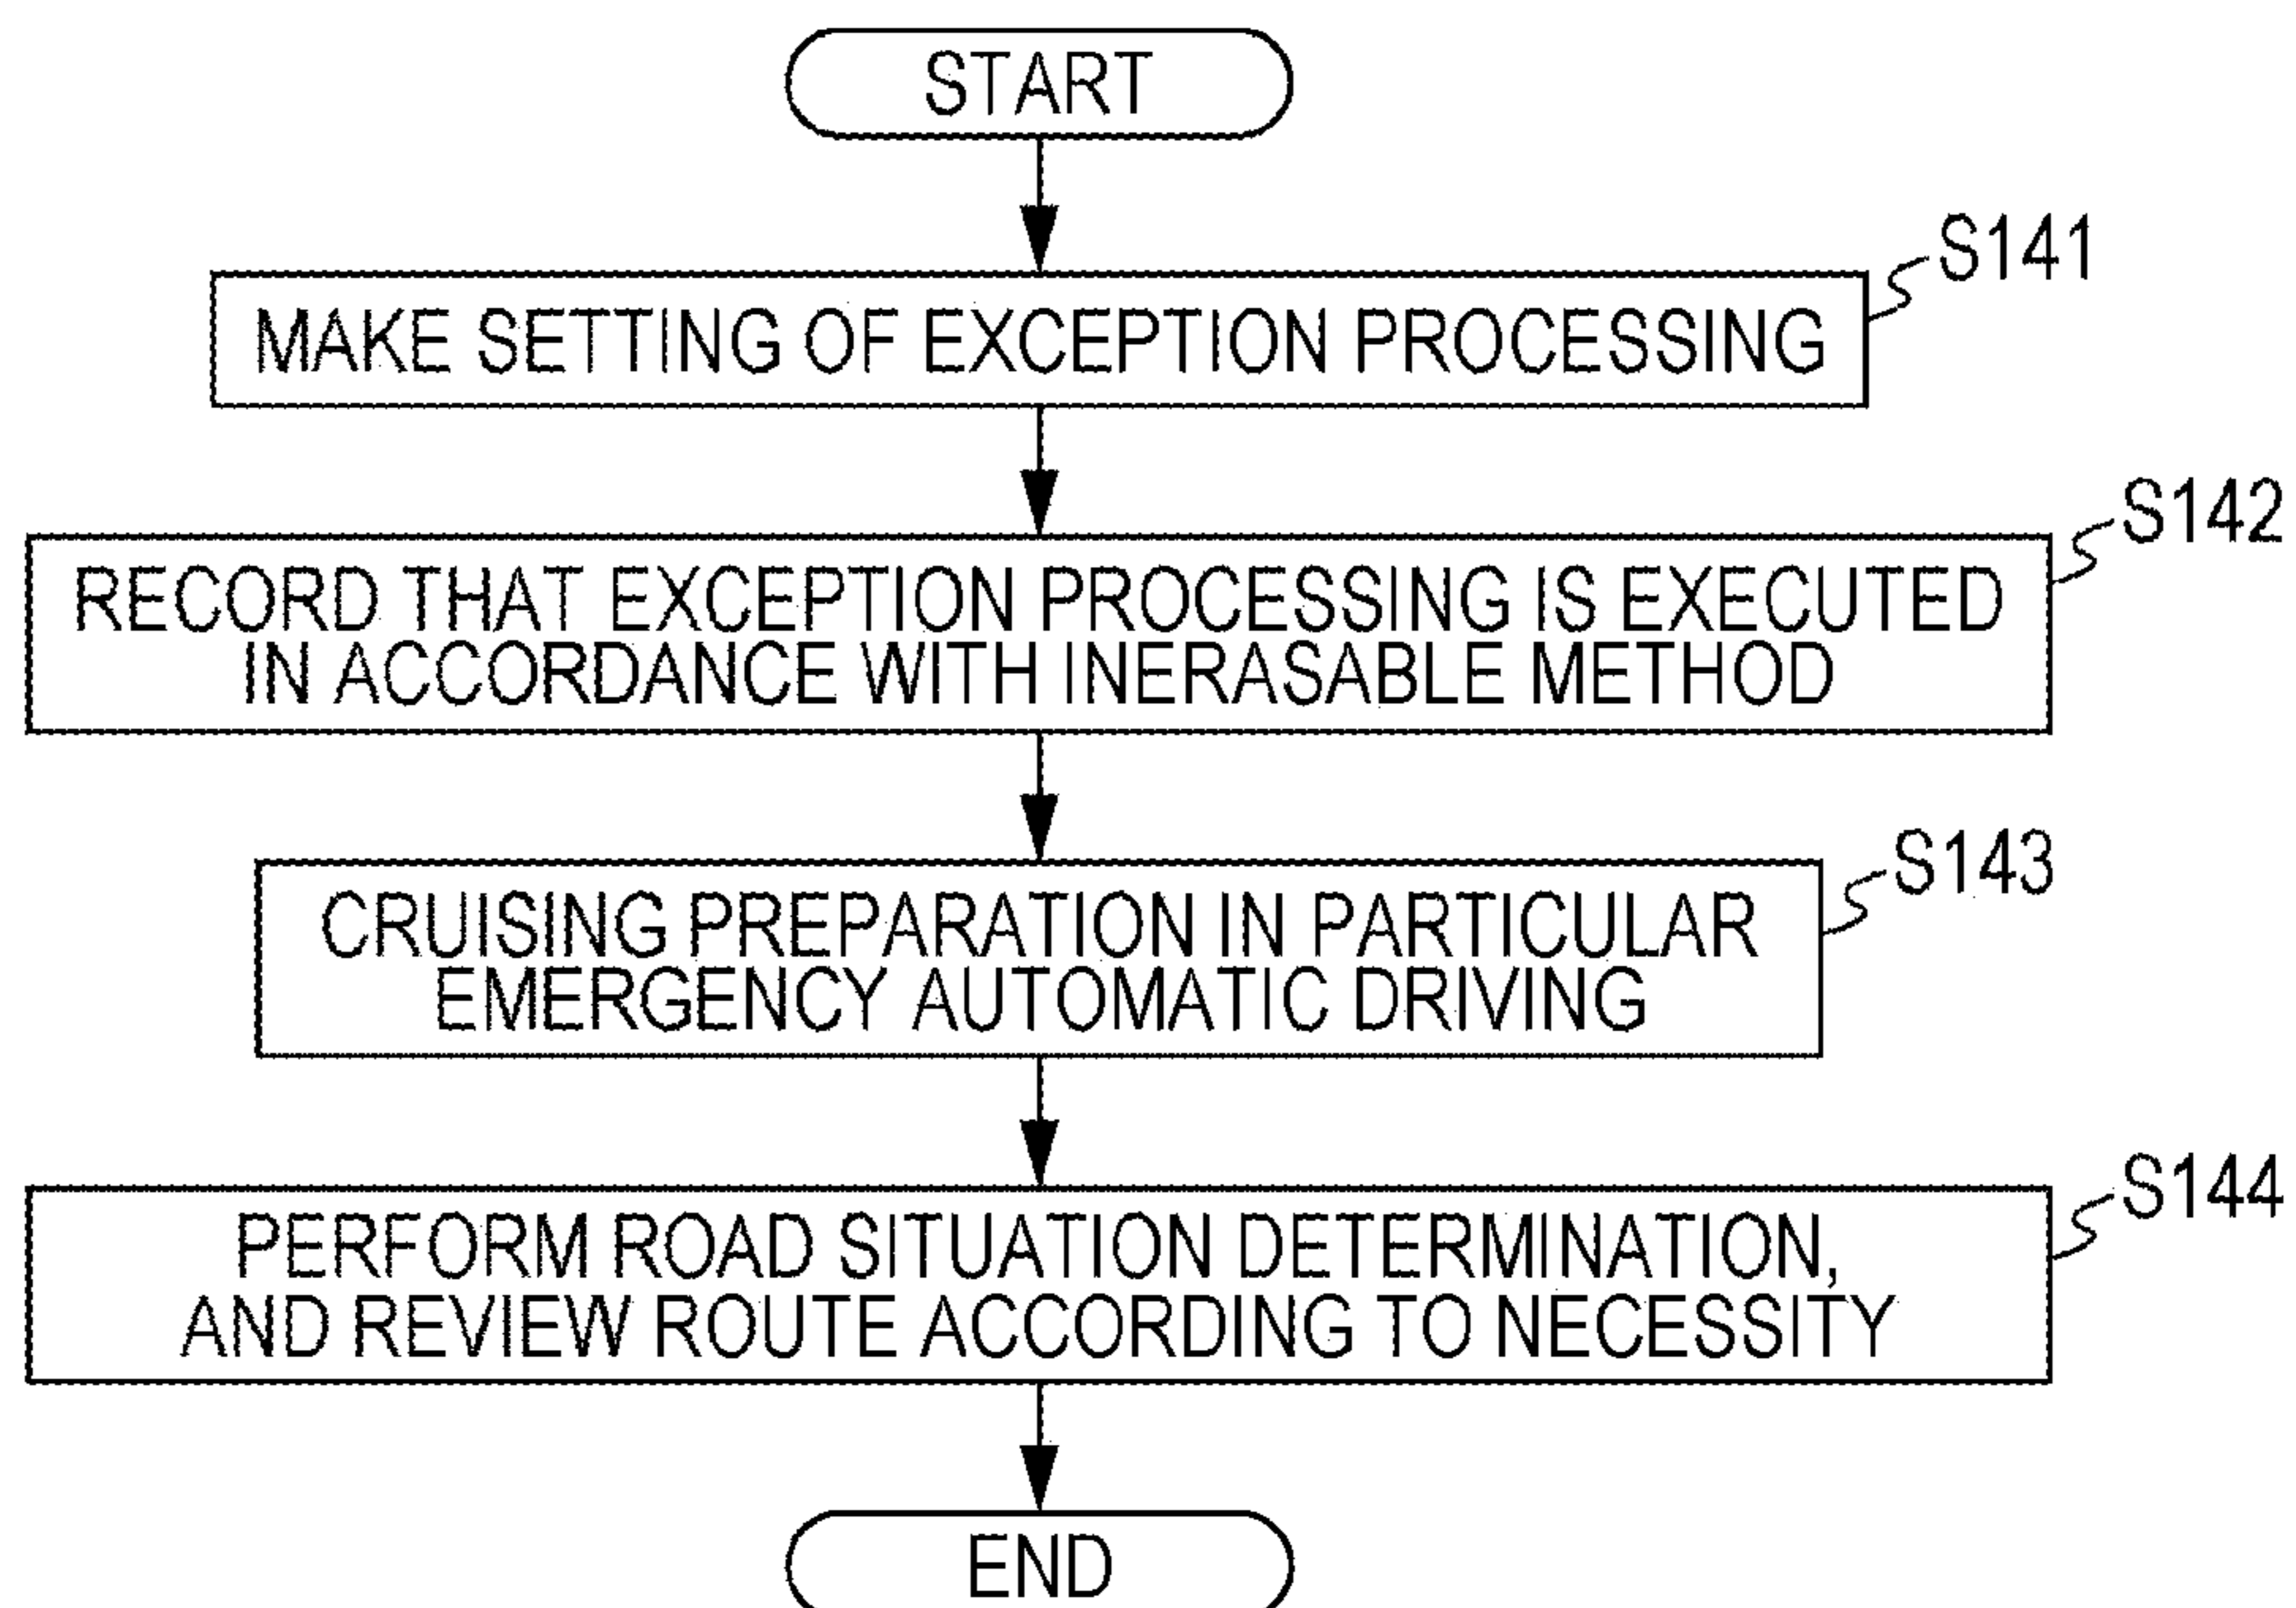 START
S141
MAKE SETTING OF EXCEPTION PROCESSING
S142
RECORD THAT EXCEPTION PROCESSING IS EXECUTED
IN ACCORDANCE WITH INERASABLE METHOD
S143
CRUISING PREPARATION IN PARTICULAR
EMERGENCY AUTOMATIC DRIVING
S144
PERFORM ROAD SITUATION DETERMINATION,
AND REVIEW ROUTE ACCORDING TO NECESSITY
END